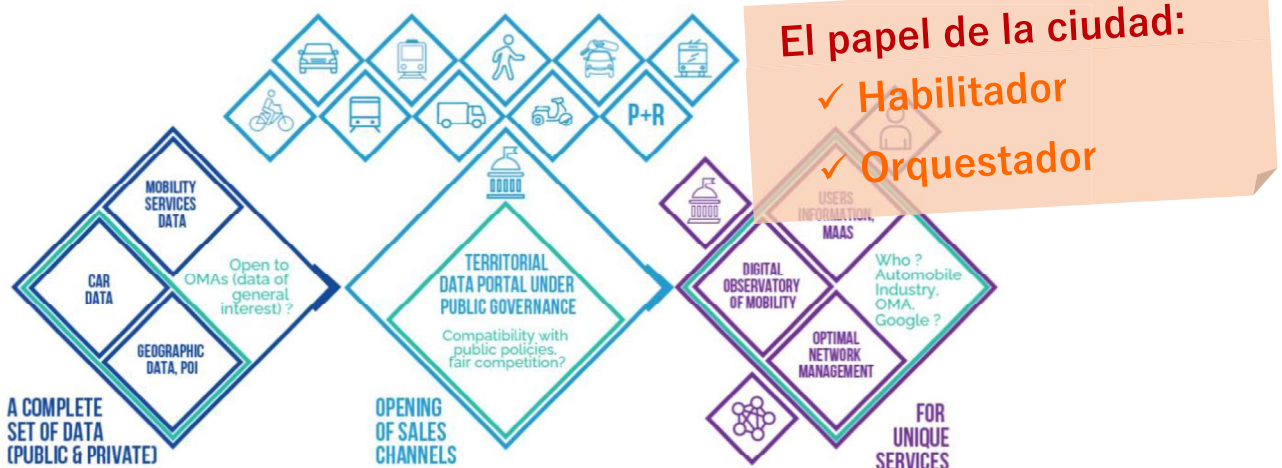 El papel de la ciudad:
✓ Habilitador
✓ Orquestador
P+R
MOBILITY
SERVICES
DATA
CAR
DATA
GEOGRAPHIC
DATA, POI
Open to
OMAs (data of
general
interest) ?
A COMPLETE
SET OF DATA
(PUBLIC & PRIVATE)
TERRITORIAL
DATA PORTAL UNDER
PUBLIC GOVERNANCE
Compatibility with
public policies,
fair competition?
OPENING
OF SALES
CHANNELS
USERS
INFORMATION,
MAAS
DIGITAL
OBSERVATORY
OF MOBILITY
OPTIMAL
NETWORK
MANAGEMENT
Who ?
Automobile
Industry,
OMA,
Google ?
FOR
UNIQUE
SERVICES